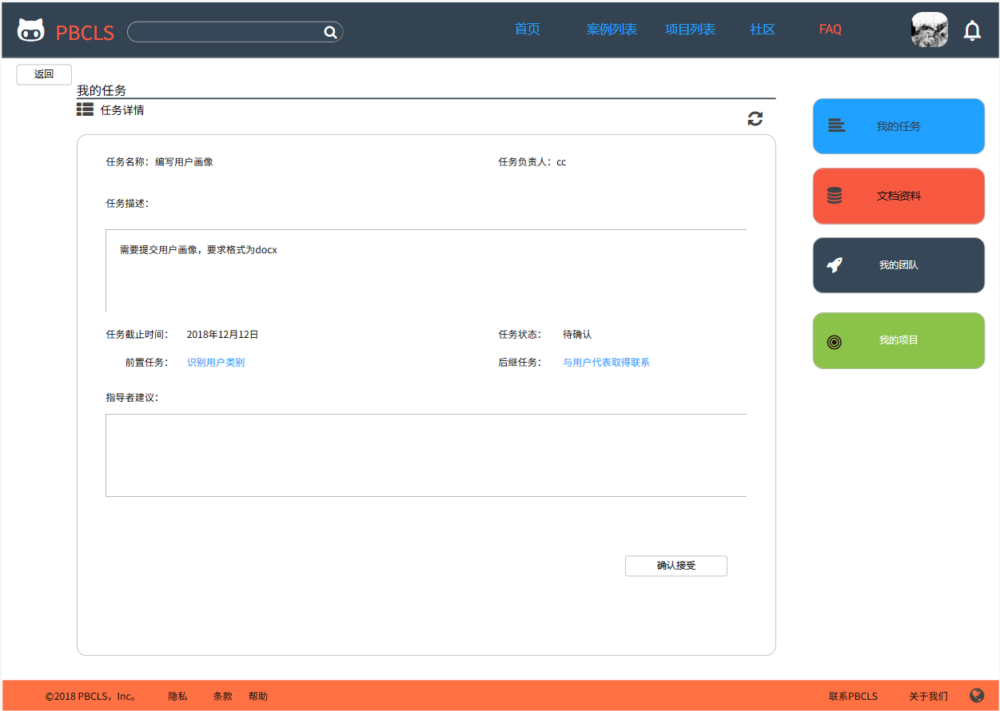 PBCLS 首页 案例列表 项目列表 社区 FAQ
返回
我的任务
任务详情
任务名称：编写用户画像 任务负责人：cc
任务描述：
需要提交用户画像，要求格式为docx
任务截止时间： 2018年12月12日 任务状态： 待确认
前置任务： 识别用户类别 后继任务： 与用户代表取得联系
指导者建议：
确认接受
我的任务
文档资料
我的团队
我的项目
©2018 PBCLS，Inc。 隐私 条款 帮助 联系PBCLS 关于我们